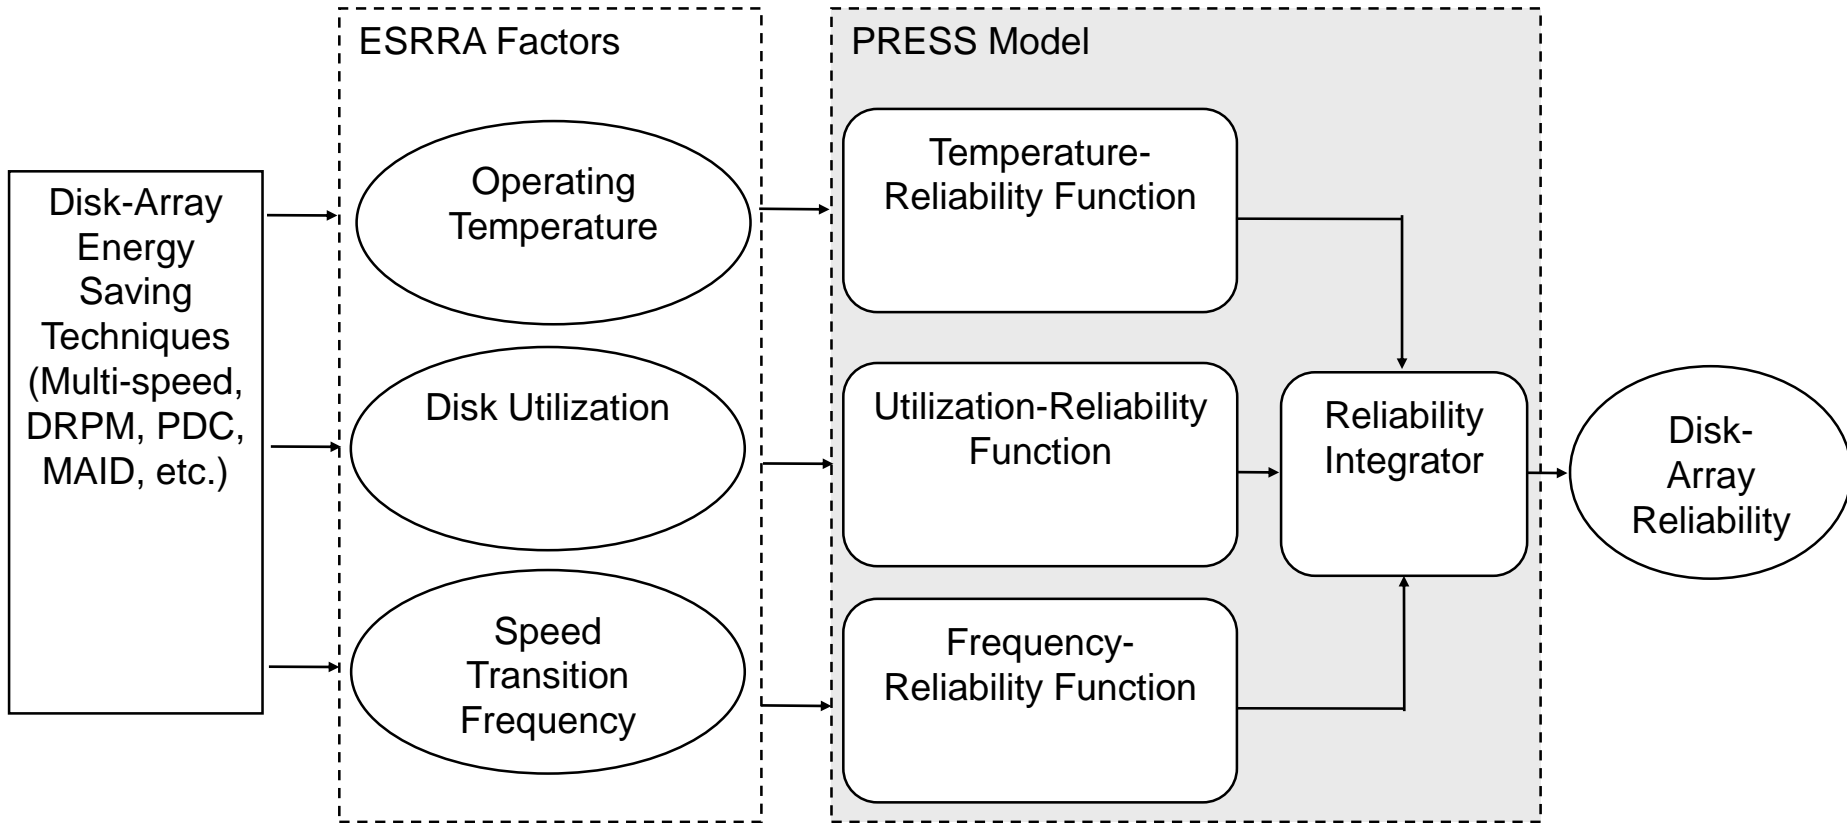 ESRRA Factors
PRESS Model
Disk-Array
Energy
Saving
Techniques
(Multi-speed,
DRPM, PDC,
MAID, etc.)
Operating
Temperature
Disk Utilization
Speed
Transition
Frequency
Temperature-
Reliability Function
Utilization-Reliability
Function
Frequency-
Reliability Function
Reliability
Integrator
Disk-
Array
Reliability